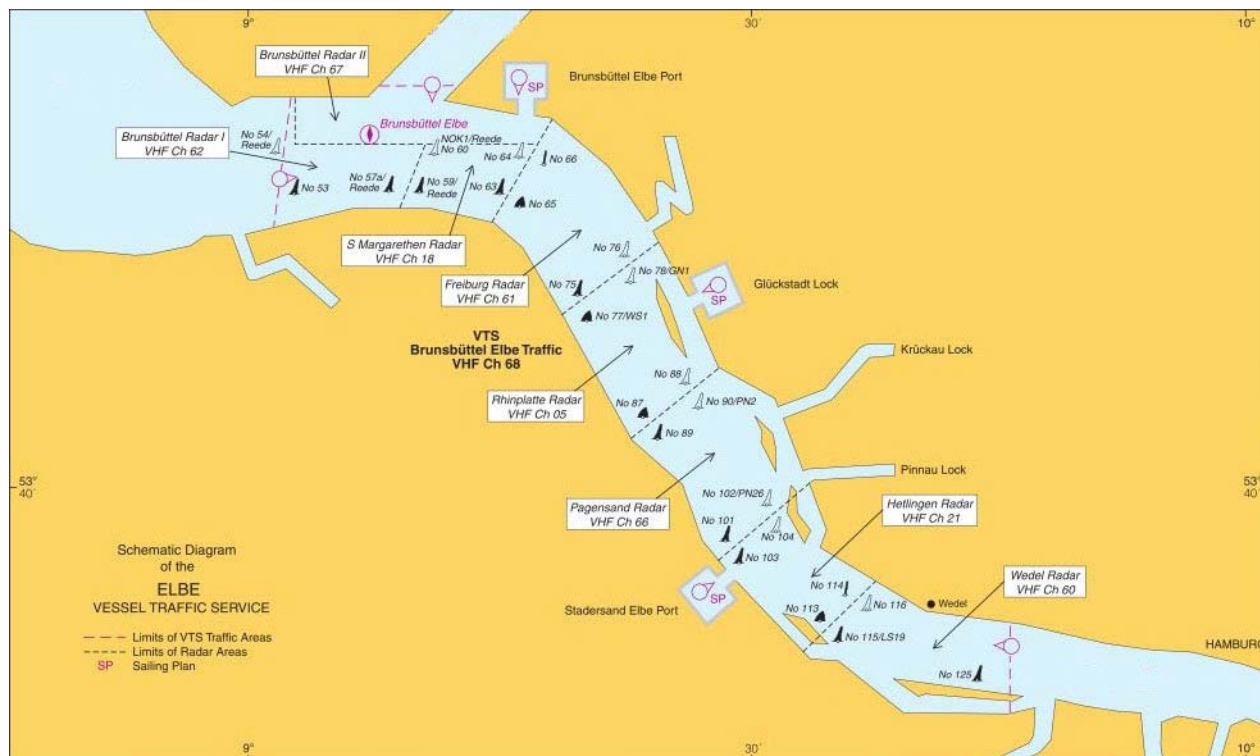 9°
30´
10°
Brunsbüttel Radar II
VHF Ch 67
Brunsbüttel Elbe Port
SP
Brunsbüttel Elbe
Brunsbüttel Radar I
VHF Ch 62
No 54/
Reede
NOK1/Reede
No 60
No 64
No 66
No 53
No 57a/
Reede
No 59/
Reede
No 63
No 65
S Margarethen Radar
VHF Ch 18
No 76
No 78/GN1
Freiburg Radar
VHF Ch 61
No 75
Glückstadt Lock
SP
No 77/WS1
VTS
Brunsbüttel Elbe Traffic
VHF Ch 68
Krückau Lock
No 88
Rhinplatte Radar
VHF Ch 05
No 87
No 90/PN2
No 89
Pinnau Lock
53°
40´
53°
40´
No 102/PN26
Pagensand Radar
VHF Ch 66
Hetlingen Radar
VHF Ch 21
No 101
No 104
No 103
Schematic Diagram
of the
ELBE
VESSEL TRAFFIC SERVICE
Limits of VTS Traffic Areas
Limits of Radar Areas
SP Sailing Plan
SP
Stadersand Elbe Port
Wedel Radar
VHF Ch 60
No 114
No 116
Wedel
No 113
No 115/LS19
HAMBURG
No 125
9°
30´
10°